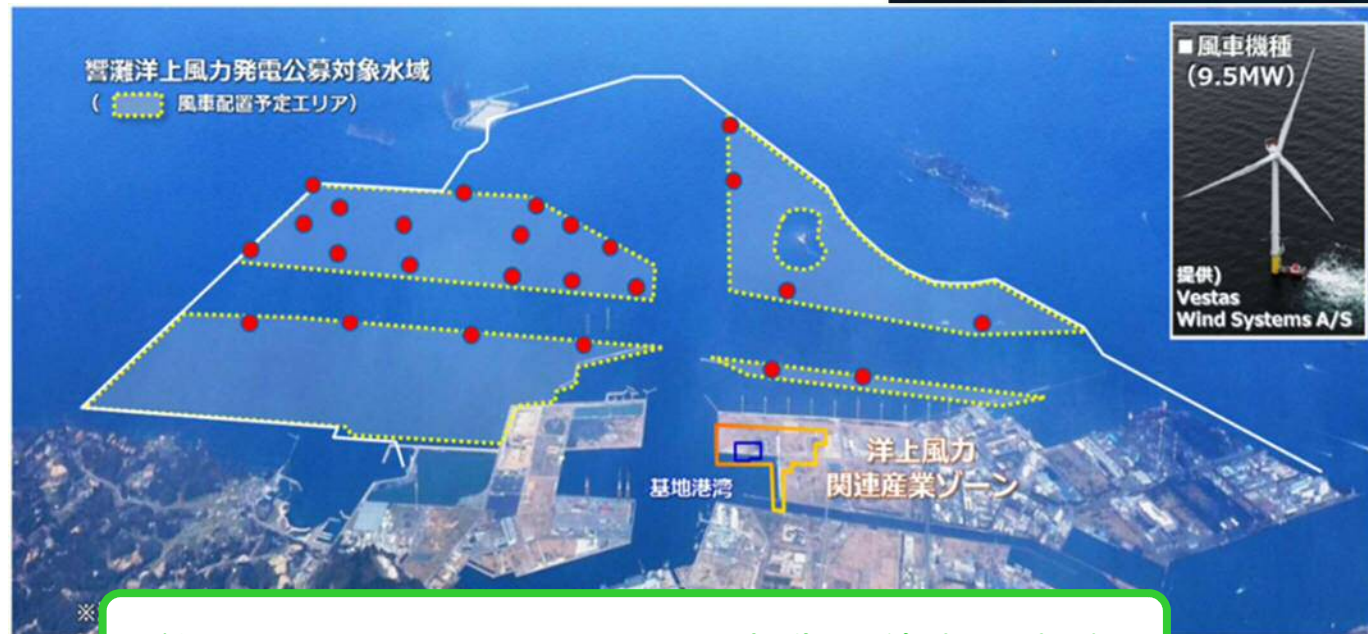 響灘洋上風力発電公募対象水域
( 風車配置予定エリア)
■風車機種
(9.5MW)
提供)
Vestas
Wind Systems A/S
基地港湾
洋上風力
関連産業ゾーン
※